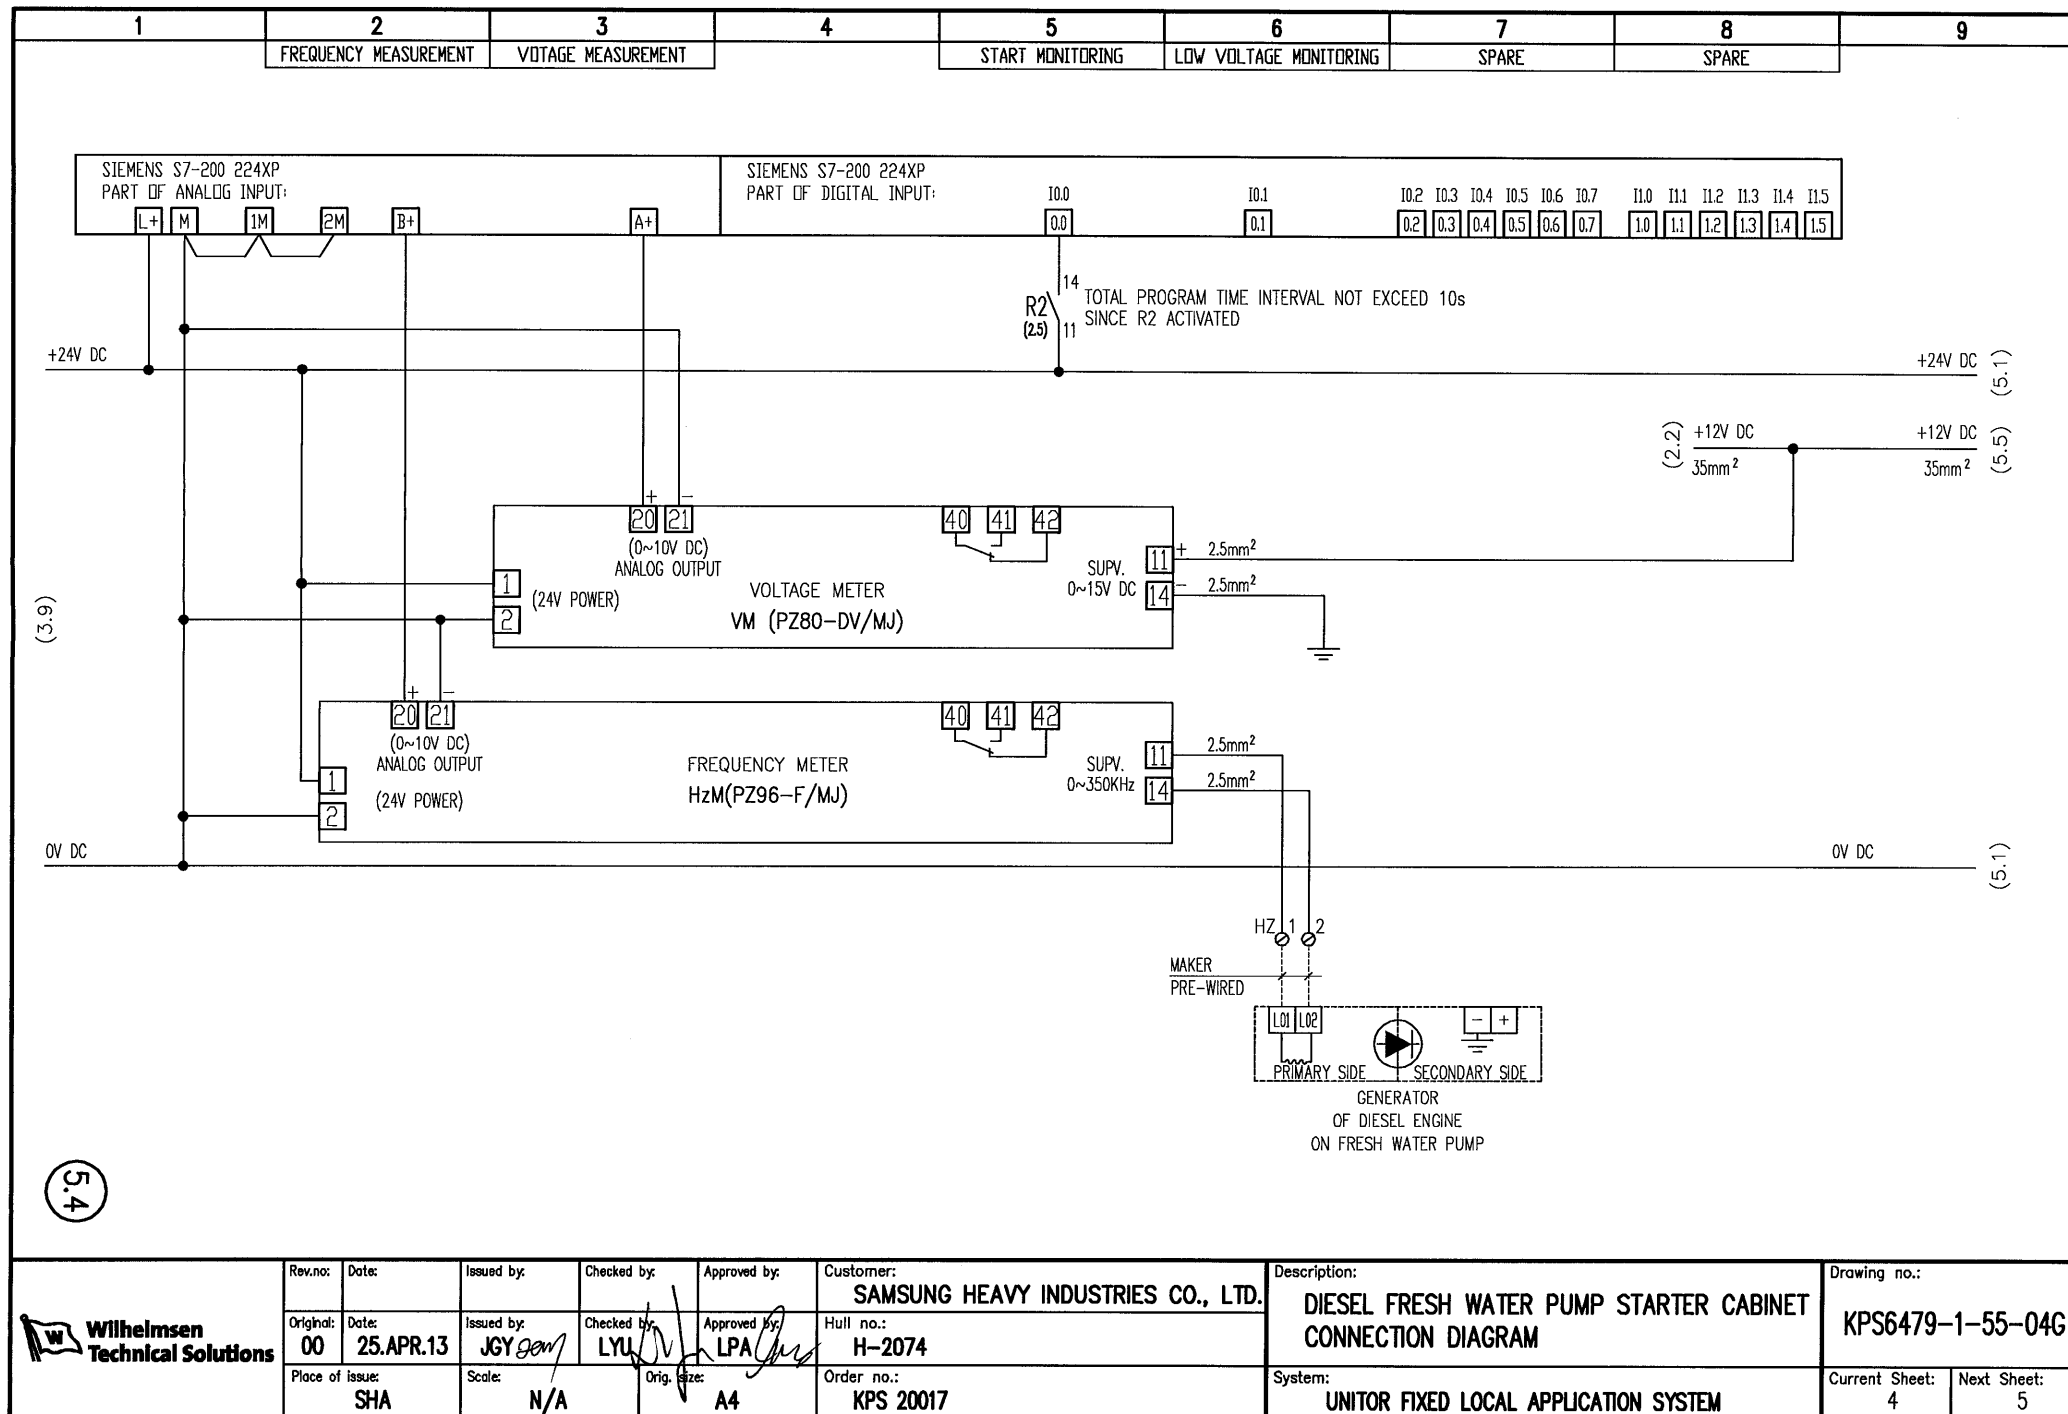 1 2 3 4 5 6 7 8 9
FREQUENCY MEASUREMENT VOTAGE MEASUREMENT START MONITORING LOW VOLTAGE MONITORING SPARE SPARE
SIEMENS S7-200 224XP
PART OF ANALOG INPUT:
L+ M 1M 2M B+ A+
SIEMENS S7-200 224XP
PART OF DIGITAL INPUT:
I0.0 I0.1 I0.2 I0.3 I0.4 I0.5 I0.6 I0.7 I1.0 I1.1 I1.2 I1.3 I1.4 I1.5
0.0 0.1 0.2 0.3 0.4 0.5 0.6 0.7 1.0 1.1 1.2 1.3 1.4 1.5
14
R2
(2.5)
11
TOTAL PROGRAM TIME INTERVAL NOT EXCEED 10s
SINCE R2 ACTIVATED
+24V DC
+24V DC
(5.1)
(2.2)
+12V DC
35mm²
+12V DC
35mm²
(5.5)
+ -
20 21
(0~10V DC)
ANALOG OUTPUT
40 41 42
1
(24V POWER)
2
VOLTAGE METER
VM (PZ80-DV/MJ)
SUPV.
0~15V DC
11 + 2.5mm²
14 - 2.5mm²
(3.9)
+ -
20 21
(0~10V DC)
ANALOG OUTPUT
40 41 42
1
(24V POWER)
2
FREQUENCY METER
HzM(PZ96-F/MJ)
SUPV.
0~350KHz
11 2.5mm²
14 2.5mm²
0V DC
0V DC
(5.1)
HZ 1 2
MAKER
PRE-WIRED
L01 L02 - +
PRIMARY SIDE SECONDARY SIDE
GENERATOR
OF DIESEL ENGINE
ON FRESH WATER PUMP
5.4
W
Wilhelmsen
Technical Solutions
Rev.no: Date: Issued by: Checked by: Approved by:
Original: 00
Date: 25.APR.13
Issued by: JGY
Checked by: LYU
Approved by: LPA
Place of issue: SHA
Scale: N/A
Orig. size: A4
Customer:
SAMSUNG HEAVY INDUSTRIES CO., LTD.
Hull no.:
H-2074
Order no.:
KPS 20017
Description:
DIESEL FRESH WATER PUMP STARTER CABINET
CONNECTION DIAGRAM
System:
UNITOR FIXED LOCAL APPLICATION SYSTEM
Drawing no.:
KPS6479-1-55-04G
Current Sheet: 4
Next Sheet: 5